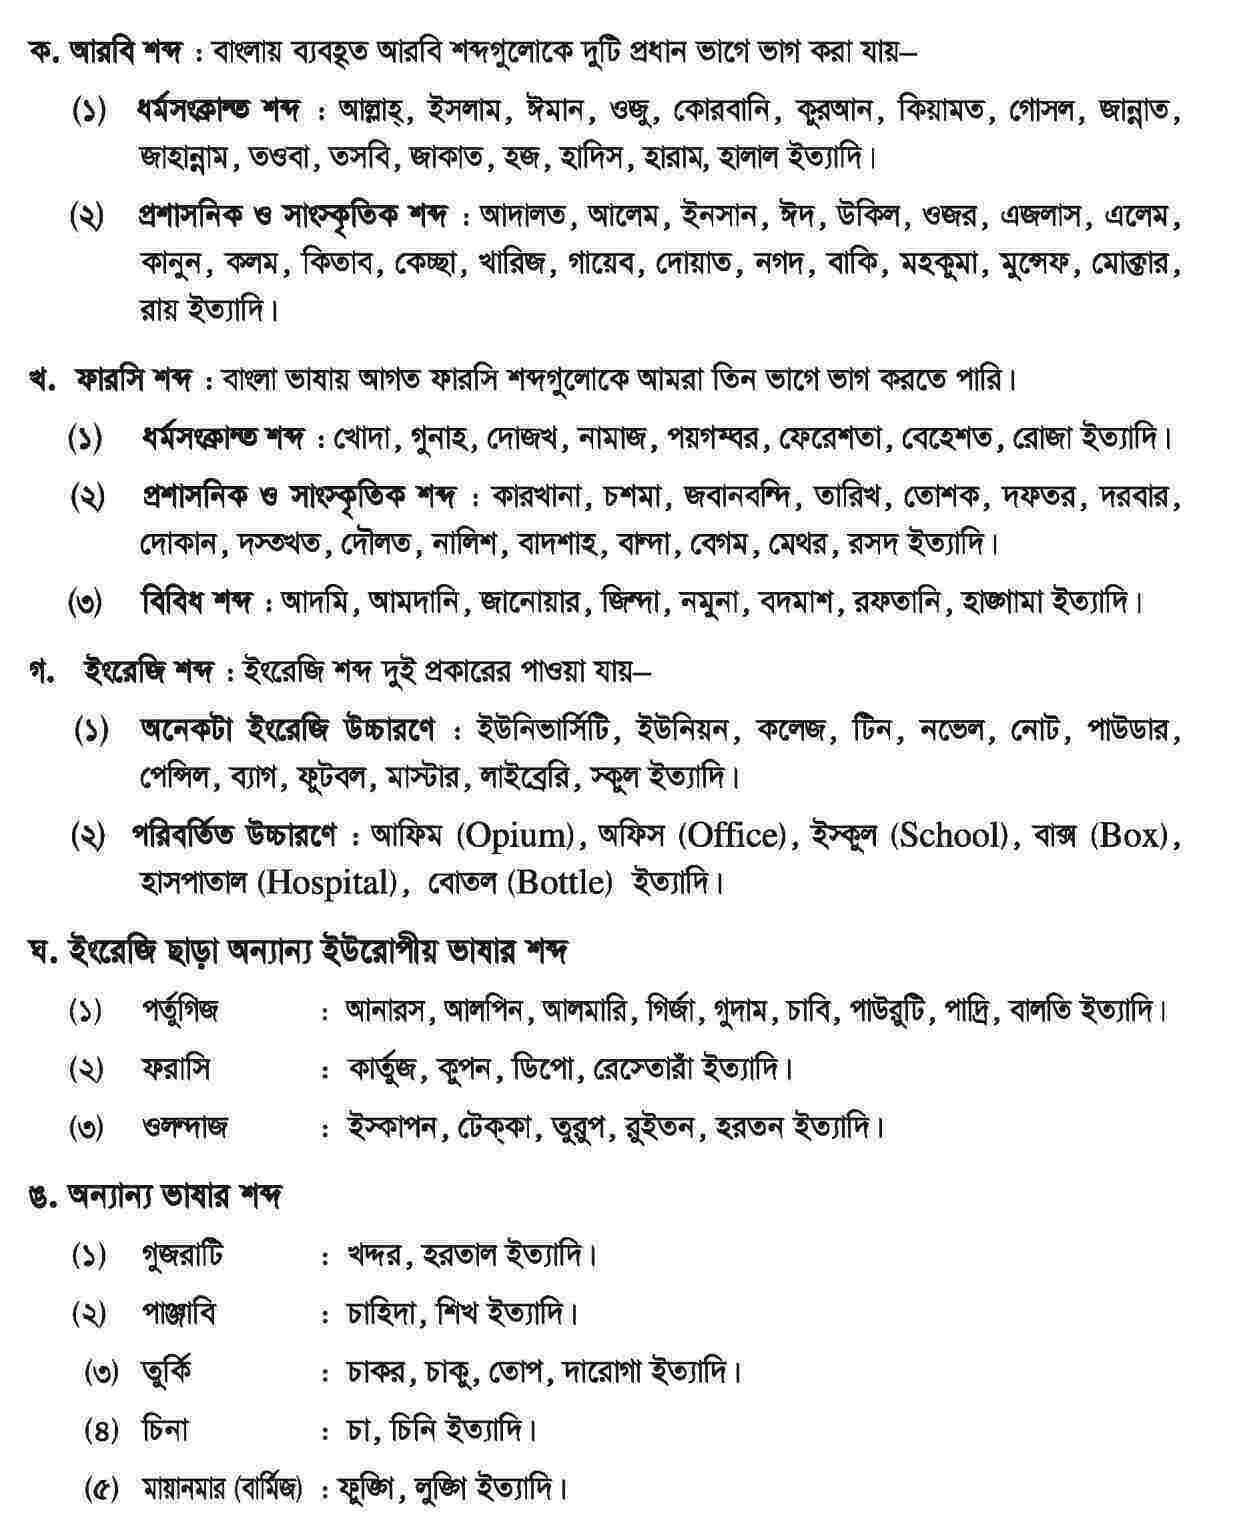 ক. আরবি শব্দ : বাংলায় ব্যবহৃত আরবি শব্দগুলোকে দুটি প্রধান ভাগে ভাগ করা যায়–
(১) ধর্মসংক্রান্ত শব্দ : আল্লাহ্, ইসলাম, ঈমান, ওজু, কোরবানি, কুরআন, কিয়ামত, গোসল, জান্নাত,
জাহান্নাম, তওবা, তসবি, জাকাত, হজ, হাদিস, হারাম, হালাল ইত্যাদি।
(২) প্রশাসনিক ও সাংস্কৃতিক শব্দ : আদালত, আলেম, ইনসান, ঈদ, উকিল, ওজর, এজলাস, এলেম,
কানুন, কলম, কিতাব, কেচ্ছা, খারিজ, গায়েব, দোয়াত, নগদ, বাকি, মহকুমা, মুন্সেফ, মোক্তার,
রায় ইত্যাদি।
খ. ফারসি শব্দ : বাংলা ভাষায় আগত ফারসি শব্দগুলোকে আমরা তিন ভাগে ভাগ করতে পারি।
(১) ধর্মসংক্রান্ত শব্দ : খোদা, গুনাহ, দোজখ, নামাজ, পয়গম্বর, ফেরেশতা, বেহেশত, রোজা ইত্যাদি।
(২) প্রশাসনিক ও সাংস্কৃতিক শব্দ : কারখানা, চশমা, জবানবন্দি, তারিখ, তোশক, দফতর, দরবার,
দোকান, দস্তখত, দৌলত, নালিশ, বাদশাহ, বান্দা, বেগম, মেথর, রসদ ইত্যাদি।
(৩) বিবিধ শব্দ : আদমি, আমদানি, জানোয়ার, জিন্দা, নমুনা, বদমাশ, রফতানি, হাঙ্গামা ইত্যাদি।
গ. ইংরেজি শব্দ : ইংরেজি শব্দ দুই প্রকারের পাওয়া যায়–
(১) অনেকটা ইংরেজি উচ্চারণে : ইউনিভার্সিটি, ইউনিয়ন, কলেজ, টিন, নভেল, নোট, পাউডার,
পেন্সিল, ব্যাগ, ফুটবল, মাস্টার, লাইব্রেরি, স্কুল ইত্যাদি।
(২) পরিবর্তিত উচ্চারণে : আফিম (Opium), অফিস (Office), ইস্কুল (School), বাক্স (Box),
হাসপাতাল (Hospital), বোতল (Bottle) ইত্যাদি।
ঘ. ইংরেজি ছাড়া অন্যান্য ইউরোপীয় ভাষার শব্দ
(১) পর্তুগিজ : আনারস, আলপিন, আলমারি, গির্জা, গুদাম, চাবি, পাউরুটি, পাদ্রি, বালতি ইত্যাদি।
(২) ফরাসি : কার্তুজ, কুপন, ডিপো, রেস্তোরাঁ ইত্যাদি।
(৩) ওলন্দাজ : ইস্কাপন, টেক্কা, তুরুপ, রুইতন, হরতন ইত্যাদি।
ঙ. অন্যান্য ভাষার শব্দ
(১) গুজরাটি : খদ্দর, হরতাল ইত্যাদি।
(২) পাঞ্জাবি : চাহিদা, শিখ ইত্যাদি।
(৩) তুর্কি : চাকর, চাকু, তোপ, দারোগা ইত্যাদি।
(৪) চিনা : চা, চিনি ইত্যাদি।
(৫) মায়ানমার (বার্মিজ) : ফুঙ্গি, লুঙ্গি ইত্যাদি।